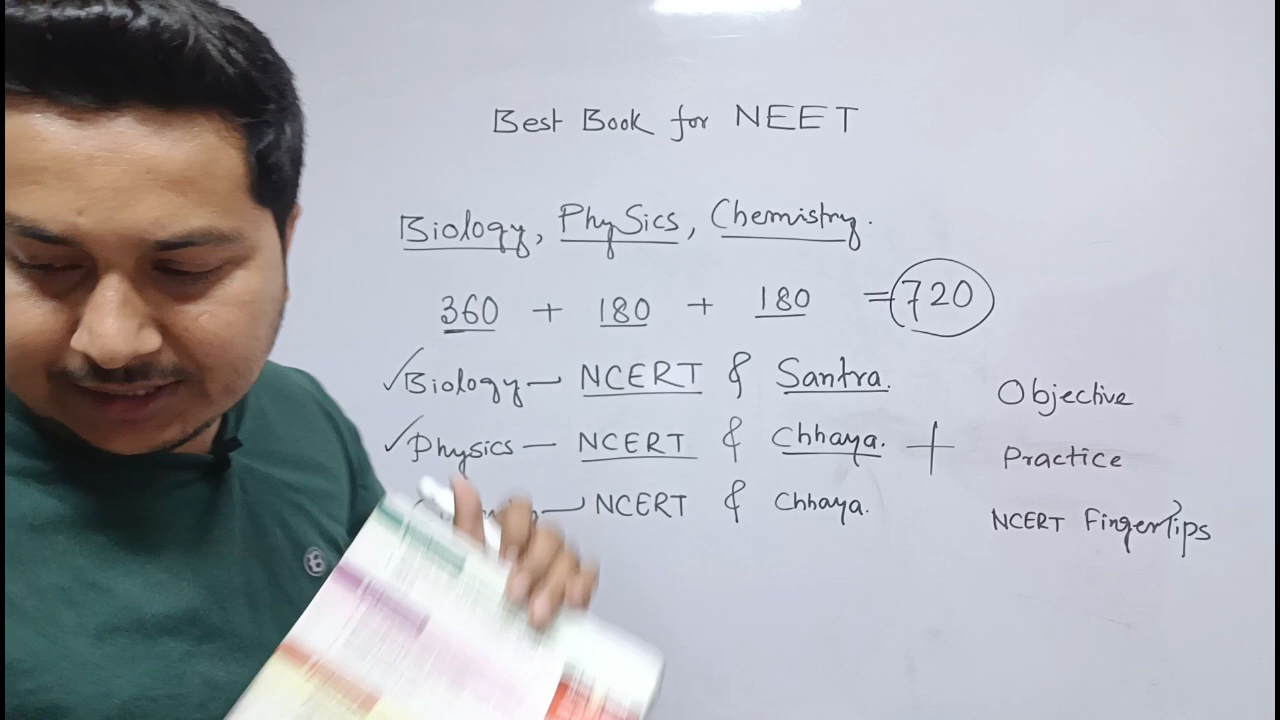 Best Book for NEET
Biology, Physics, Chemistry.
360 + 180 + 180 = 720
✓Biology — NCERT & Santra.
✓Physics — NCERT & Chhaya.
— NCERT & Chhaya.
+
Objective
Practice
NCERT Fingertips